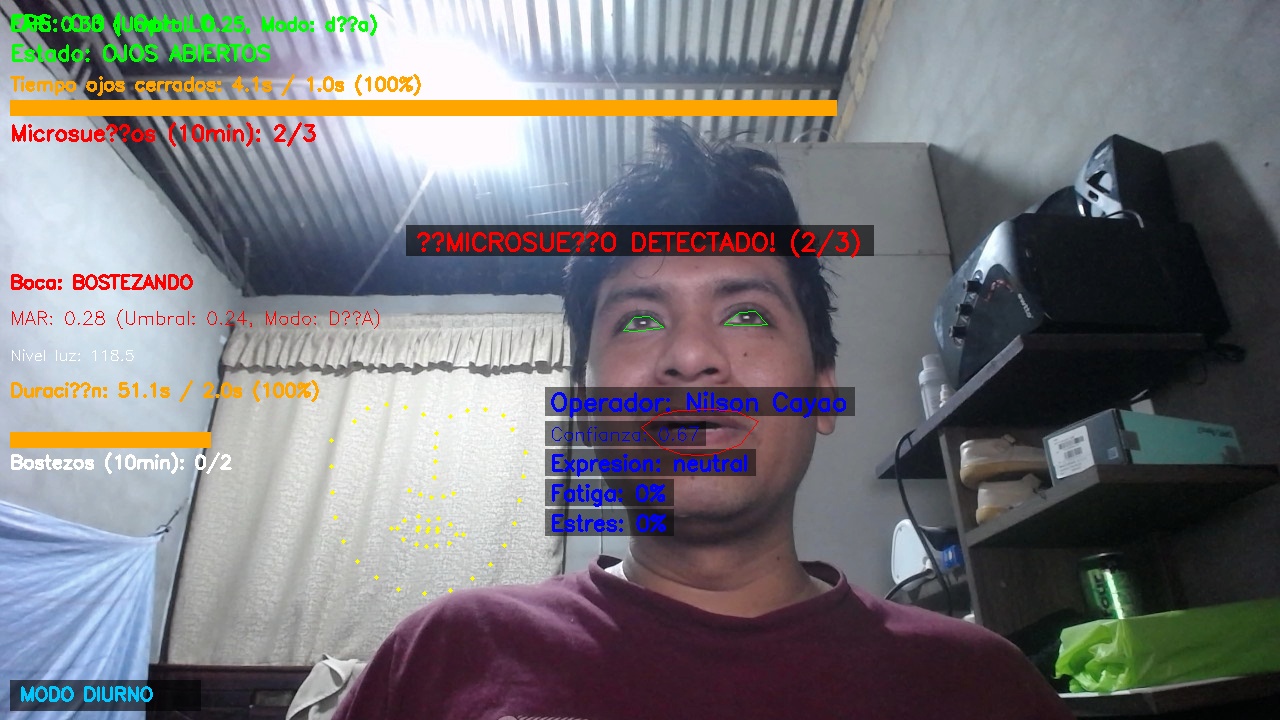 Estado: OJOS ABIERTOS
Tiempo ojos cerrados: 4.1s / 1.0s (100%)
Microsue??os (10min): 2/3
??MICROSUE??O DETECTADO! (2/3)
Boca: BOSTEZANDO
MAR: 0.28 (Umbral: 0.24, Modo: D??A)
Nivel luz: 118.5
Duraci??n: 51.1s / 2.0s (100%)
Operador: Nilson Cayao
Confianza: 0.67
Bostezos (10min): 0/2
Expresion: neutral
Fatiga: 0%
Estres: 0%
MODO DIURNO